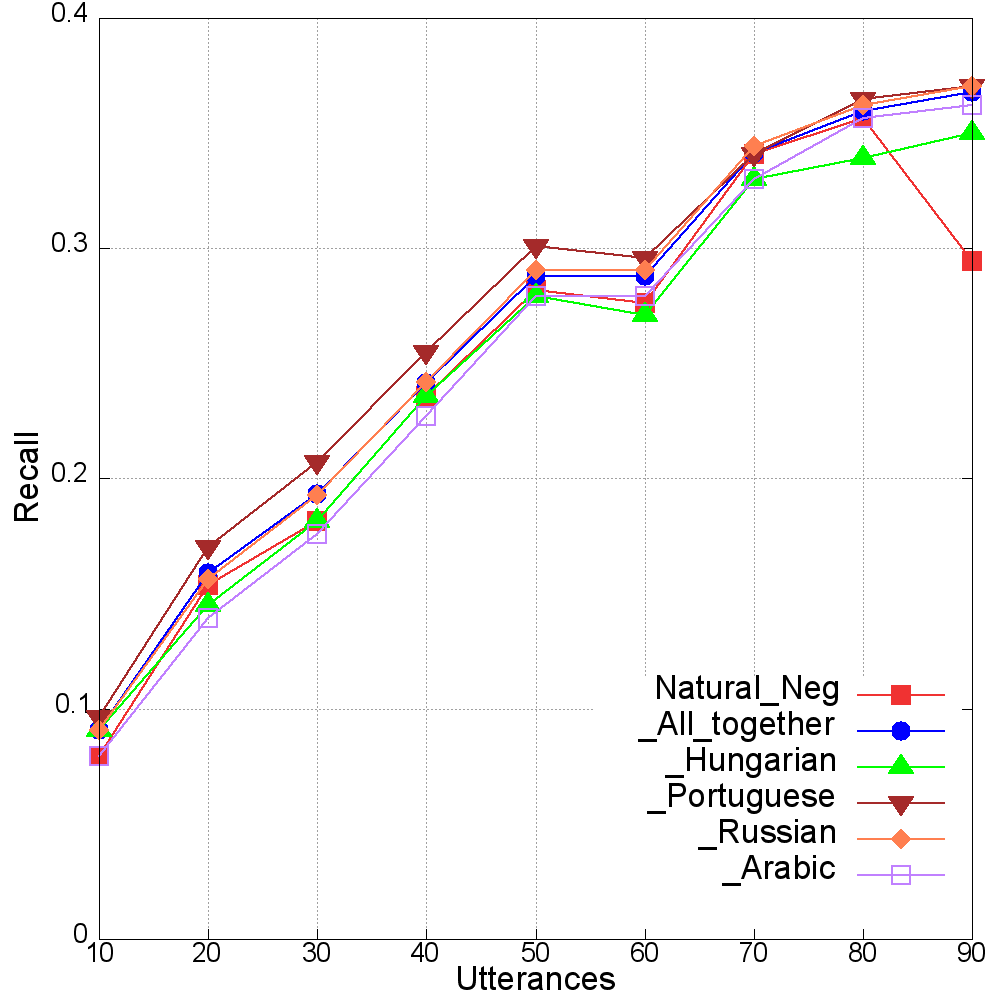 0.4
0.3
0.2
0.1
0
Recall
10 20 30 40 50 60 70 80 90
Utterances
Natural_Neg
_All_together
_Hungarian
_Portuguese
_Russian
_Arabic